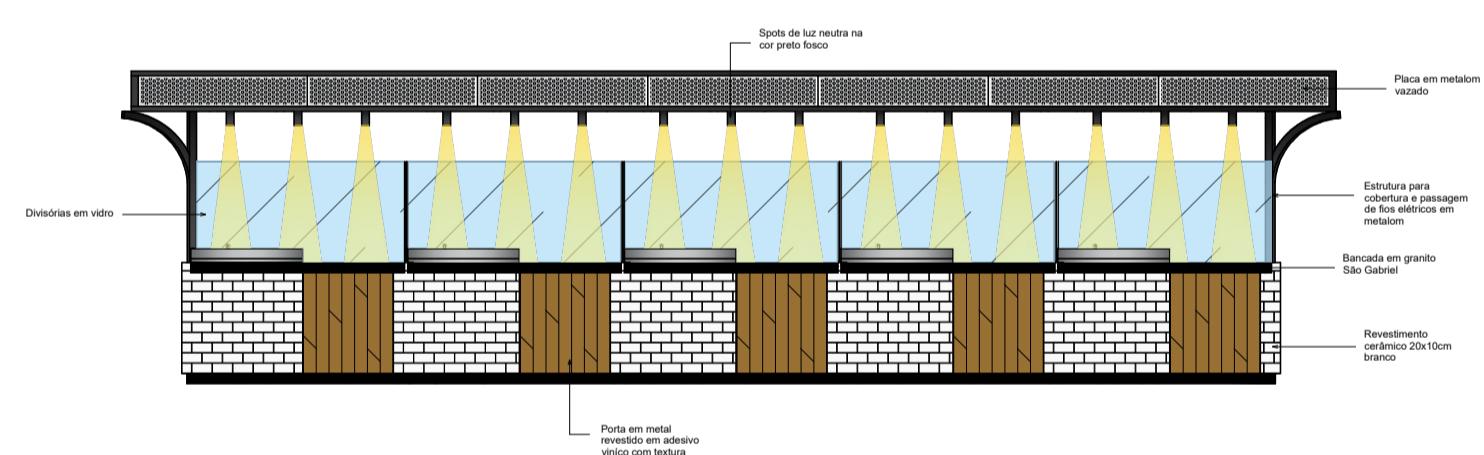 Spots de luz neutra na
cor preto fosco
Placa em metalom
vazado
Divisórias em vidro
Estrutura para
cobertura e passagem
de fios elétricos em
metalom
Bancada em granito
São Gabriel
Revestimento
cerâmico 20x10cm
branco
Porta em metal
revestido em adesivo
viníco com textura